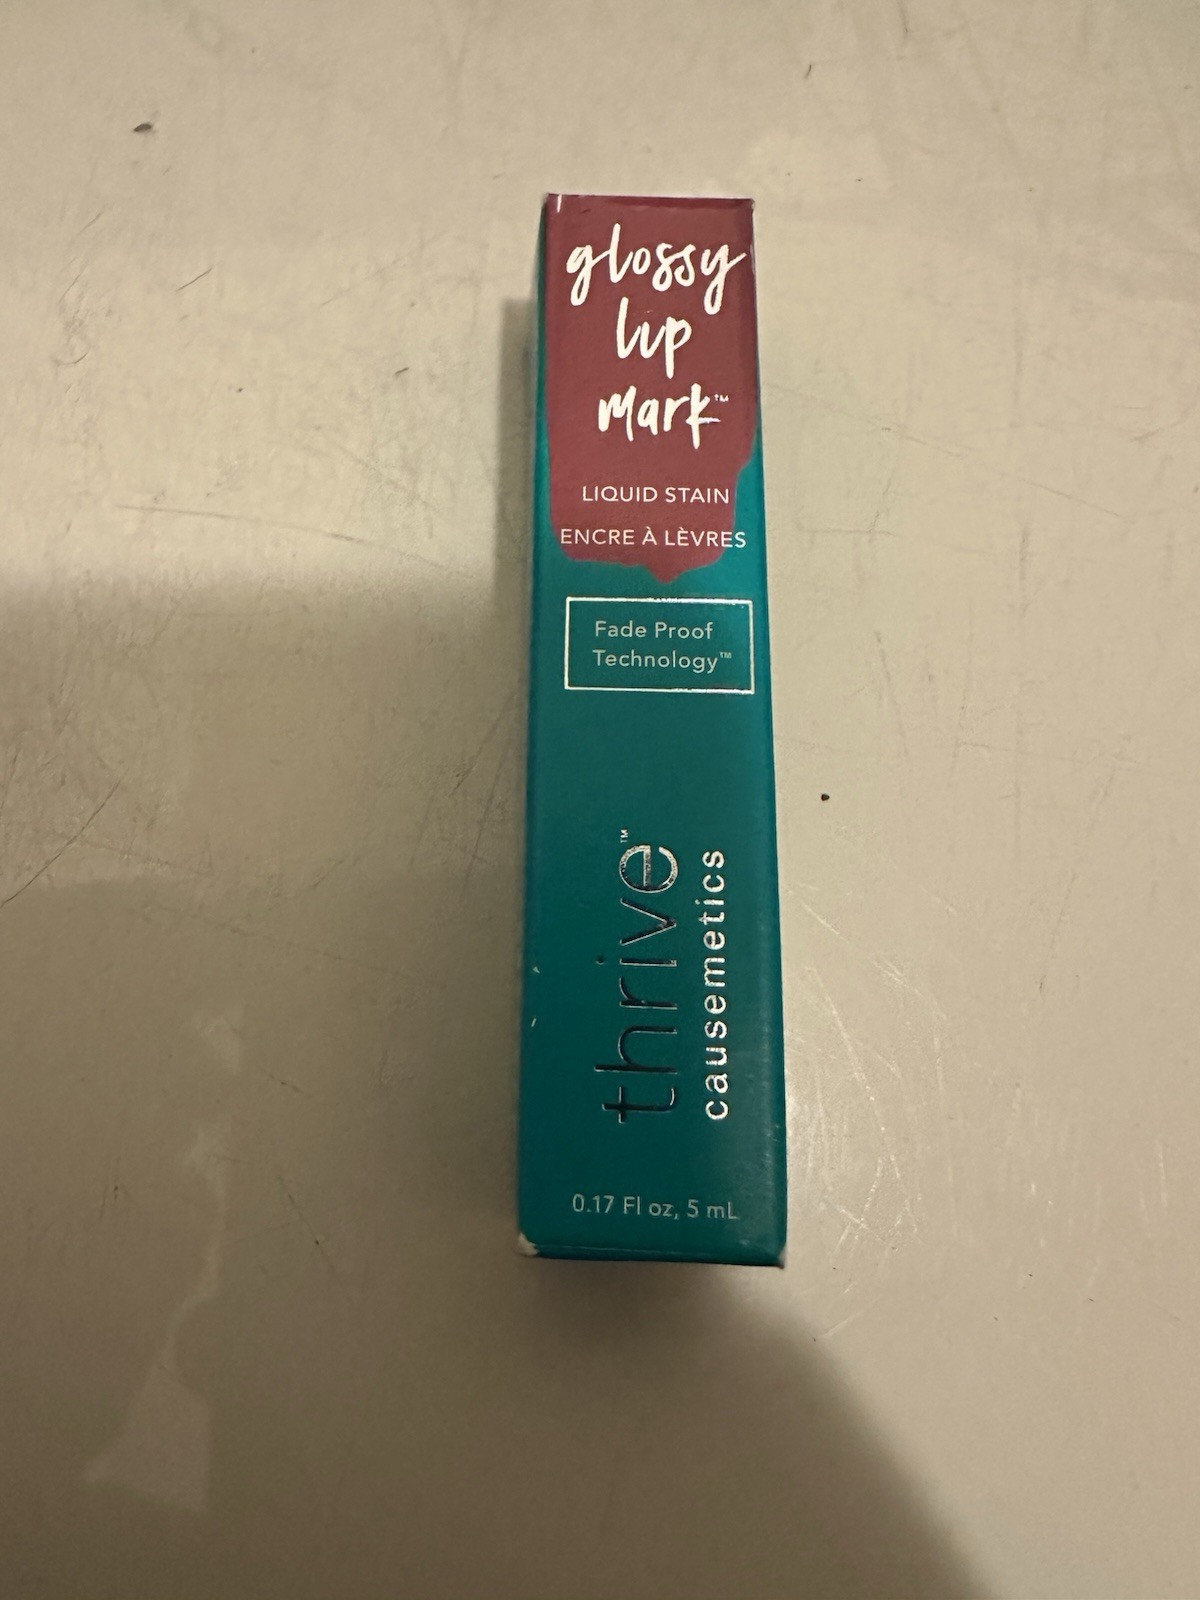 glossy
lip
mark™
LIQUID STAIN
ENCRE À LÈVRES
Fade Proof
Technology™
thrive™
causemetics
0.17 Fl oz, 5 mL